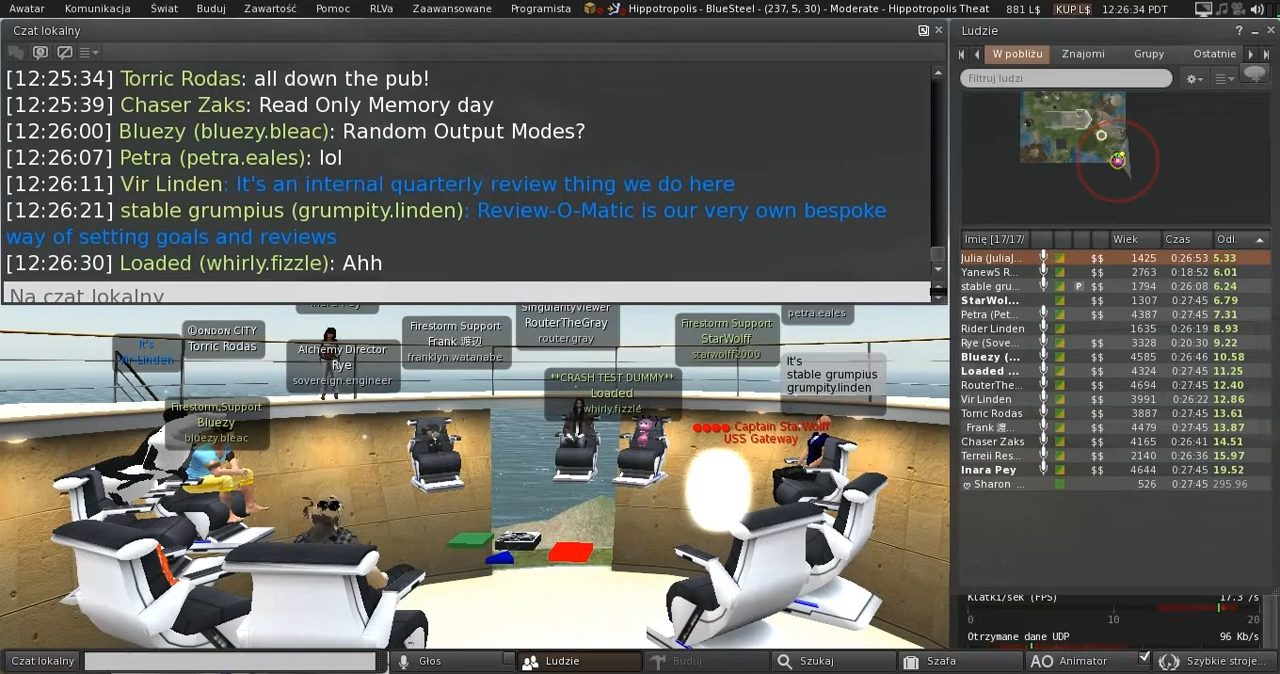 Awatar Komunikacja Świat Buduj Zawartość Pomoc RLVa Zaawansowane Programista Hippotropolis - BlueSteel - (237, 5, 30) - Moderate - Hippotropolis Theat 881 L$ KUP L$ 12:26:34 PDT
Czat lokalny
[12:25:34] Torric Rodas: all down the pub!
[12:25:39] Chaser Zaks: Read Only Memory day
[12:26:00] Bluezy (bluezy.bleac): Random Output Modes?
[12:26:07] Petra (petra.eales): lol
[12:26:11] Vir Linden: It's an internal quarterly review thing we do here
[12:26:21] stable grumpius (grumpity.linden): Review-O-Matic is our very own bespoke
way of setting goals and reviews
[12:26:30] Loaded (whirly.fizzle): Ahh
Na czat lokalny
Inara Pey
SingularityViewer
RouterTheGray
router.gray
petra.eales
©ONDON CITY
Torric Rodas
It's
Vir Linden
Firestorm Support
Frank 渡辺
franklyn.watanabe
Firestorm Support
StarWolff
starwolff2000
Alchemy Director
Rye
sovereign.engineer
It's
stable grumpius
grumpity.linden
**CRASH TEST DUMMY**
Loaded
whirly.fizzle
Firestorm Support
Bluezy
bluezy.bleac
Captain StarWolff
USS Gateway
Ludzie
? _ ×
W pobliżu Znajomi Grupy Ostatnie
Filtruj ludzi
Imię [17/17/ Wiek Czas Odl.
Julia (JuliaJ... $$ 1425 0:26:53 5.33
YanewS R... $$ 2763 0:18:52 6.01
stable gru... P $$ 1794 0:26:08 6.24
StarWol... $$ 1307 0:27:45 6.79
Petra (Pet... $$ 4387 0:27:45 7.31
Rider Linden 1635 0:26:19 8.93
Rye (Sove... $$ 3328 0:20:30 9.22
Bluezy (... $$ 4585 0:26:46 10.58
Loaded ... $$ 4324 0:27:45 11.25
RouterThe... $$ 4694 0:27:45 12.40
Vir Linden $$ 3991 0:26:22 12.86
Torric Rodas $$ 3887 0:27:45 13.61
Frank 渡... $$ 4479 0:27:45 13.87
Chaser Zaks $$ 4165 0:26:41 14.51
Terreii Res... $$ 2140 0:26:36 15.97
Inara Pey $$ 4644 0:27:45 19.52
ღ Sharon ... 526 0:27:45 295.96
Klatki/sek (FPS) 17.3 /s
0 10 20
Otrzymane dane UDP 96 Kb/s
Czat lokalny Głos Ludzie Buduj Szukaj Szafa AO Animator Szybkie stroje...